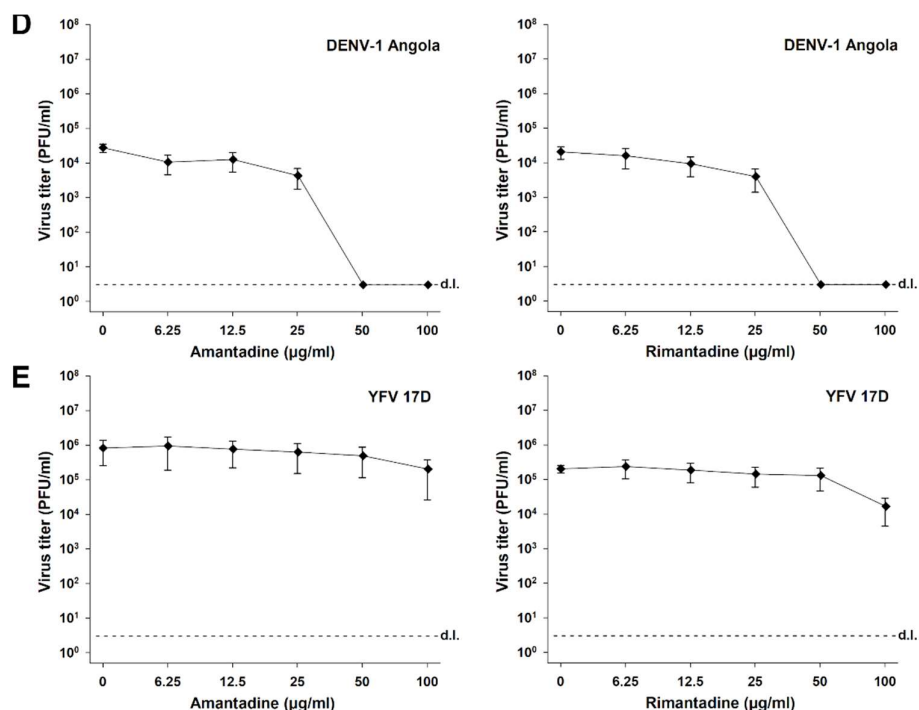 D
DENV-1 Angola
Virus titer (PFU/ml)
10⁸
10⁷
10⁶
10⁵
10⁴
10³
10²
10¹
10⁰
d.l.
0 6.25 12.5 25 50 100
Amantadine (µg/ml)
DENV-1 Angola
Virus titer (PFU/ml)
10⁸
10⁷
10⁶
10⁵
10⁴
10³
10²
10¹
10⁰
d.l.
0 6.25 12.5 25 50 100
Rimantadine (µg/ml)
E
YFV 17D
Virus titer (PFU/ml)
10⁸
10⁷
10⁶
10⁵
10⁴
10³
10²
10¹
10⁰
d.l.
0 6.25 12.5 25 50 100
Amantadine (µg/ml)
YFV 17D
Virus titer (PFU/ml)
10⁸
10⁷
10⁶
10⁵
10⁴
10³
10²
10¹
10⁰
d.l.
0 6.25 12.5 25 50 100
Rimantadine (µg/ml)